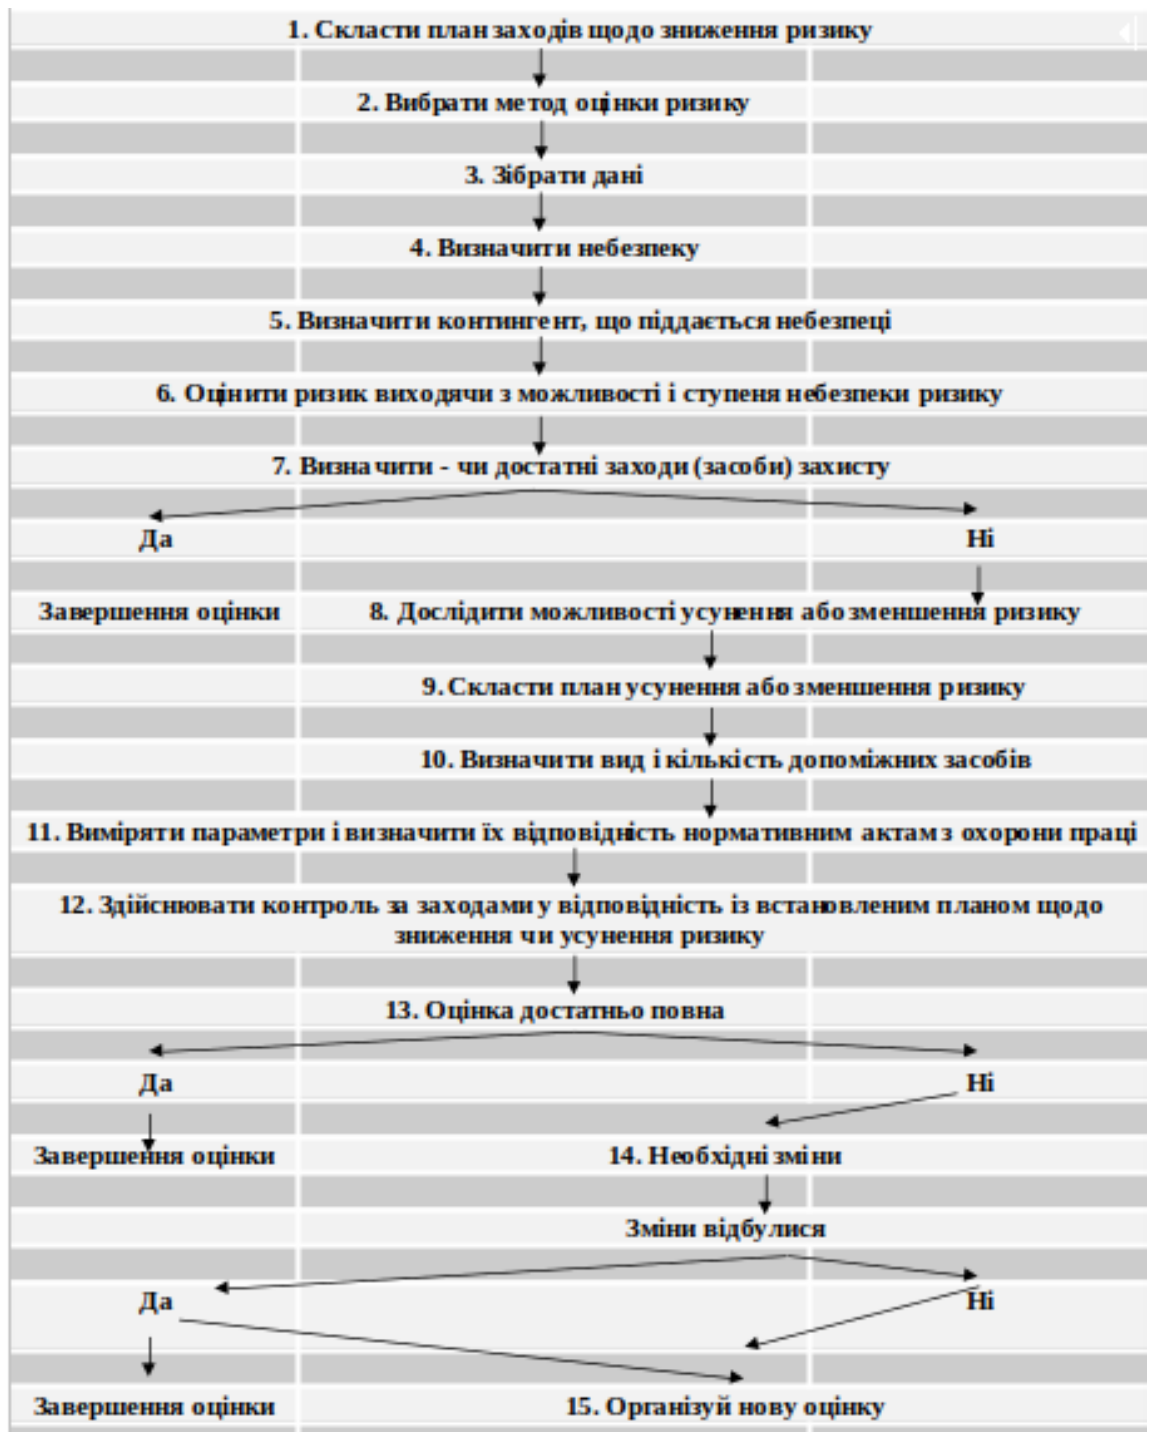 1. Скласти план заходів щодо зниження ризику
2. Вибрати метод оцінки ризику
3. Зібрати дані
4. Визначити небезпеку
5. Визначити контингент, що піддається небезпеці
6. Оцінити ризик виходячи з можливості і ступеня небезпеки ризику
7. Визначити - чи достатні заходи (засоби) захисту
Да Ні
Завершення оцінки 8. Дослідити можливості усунення або зменшення ризику
9. Скласти план усунення або зменшення ризику
10. Визначити вид і кількість допоміжних засобів
11. Виміряти параметри і визначити їх відповідність нормативним актам з охорони праці
12. Здійснювати контроль за заходами у відповідність із встановленим планом щодо
зниження чи усунення ризику
13. Оцінка достатньо повна
Да Ні
Завершення оцінки 14. Необхідні зміни
Зміни відбулися
Да Ні
Завершення оцінки 15. Організуй нову оцінку